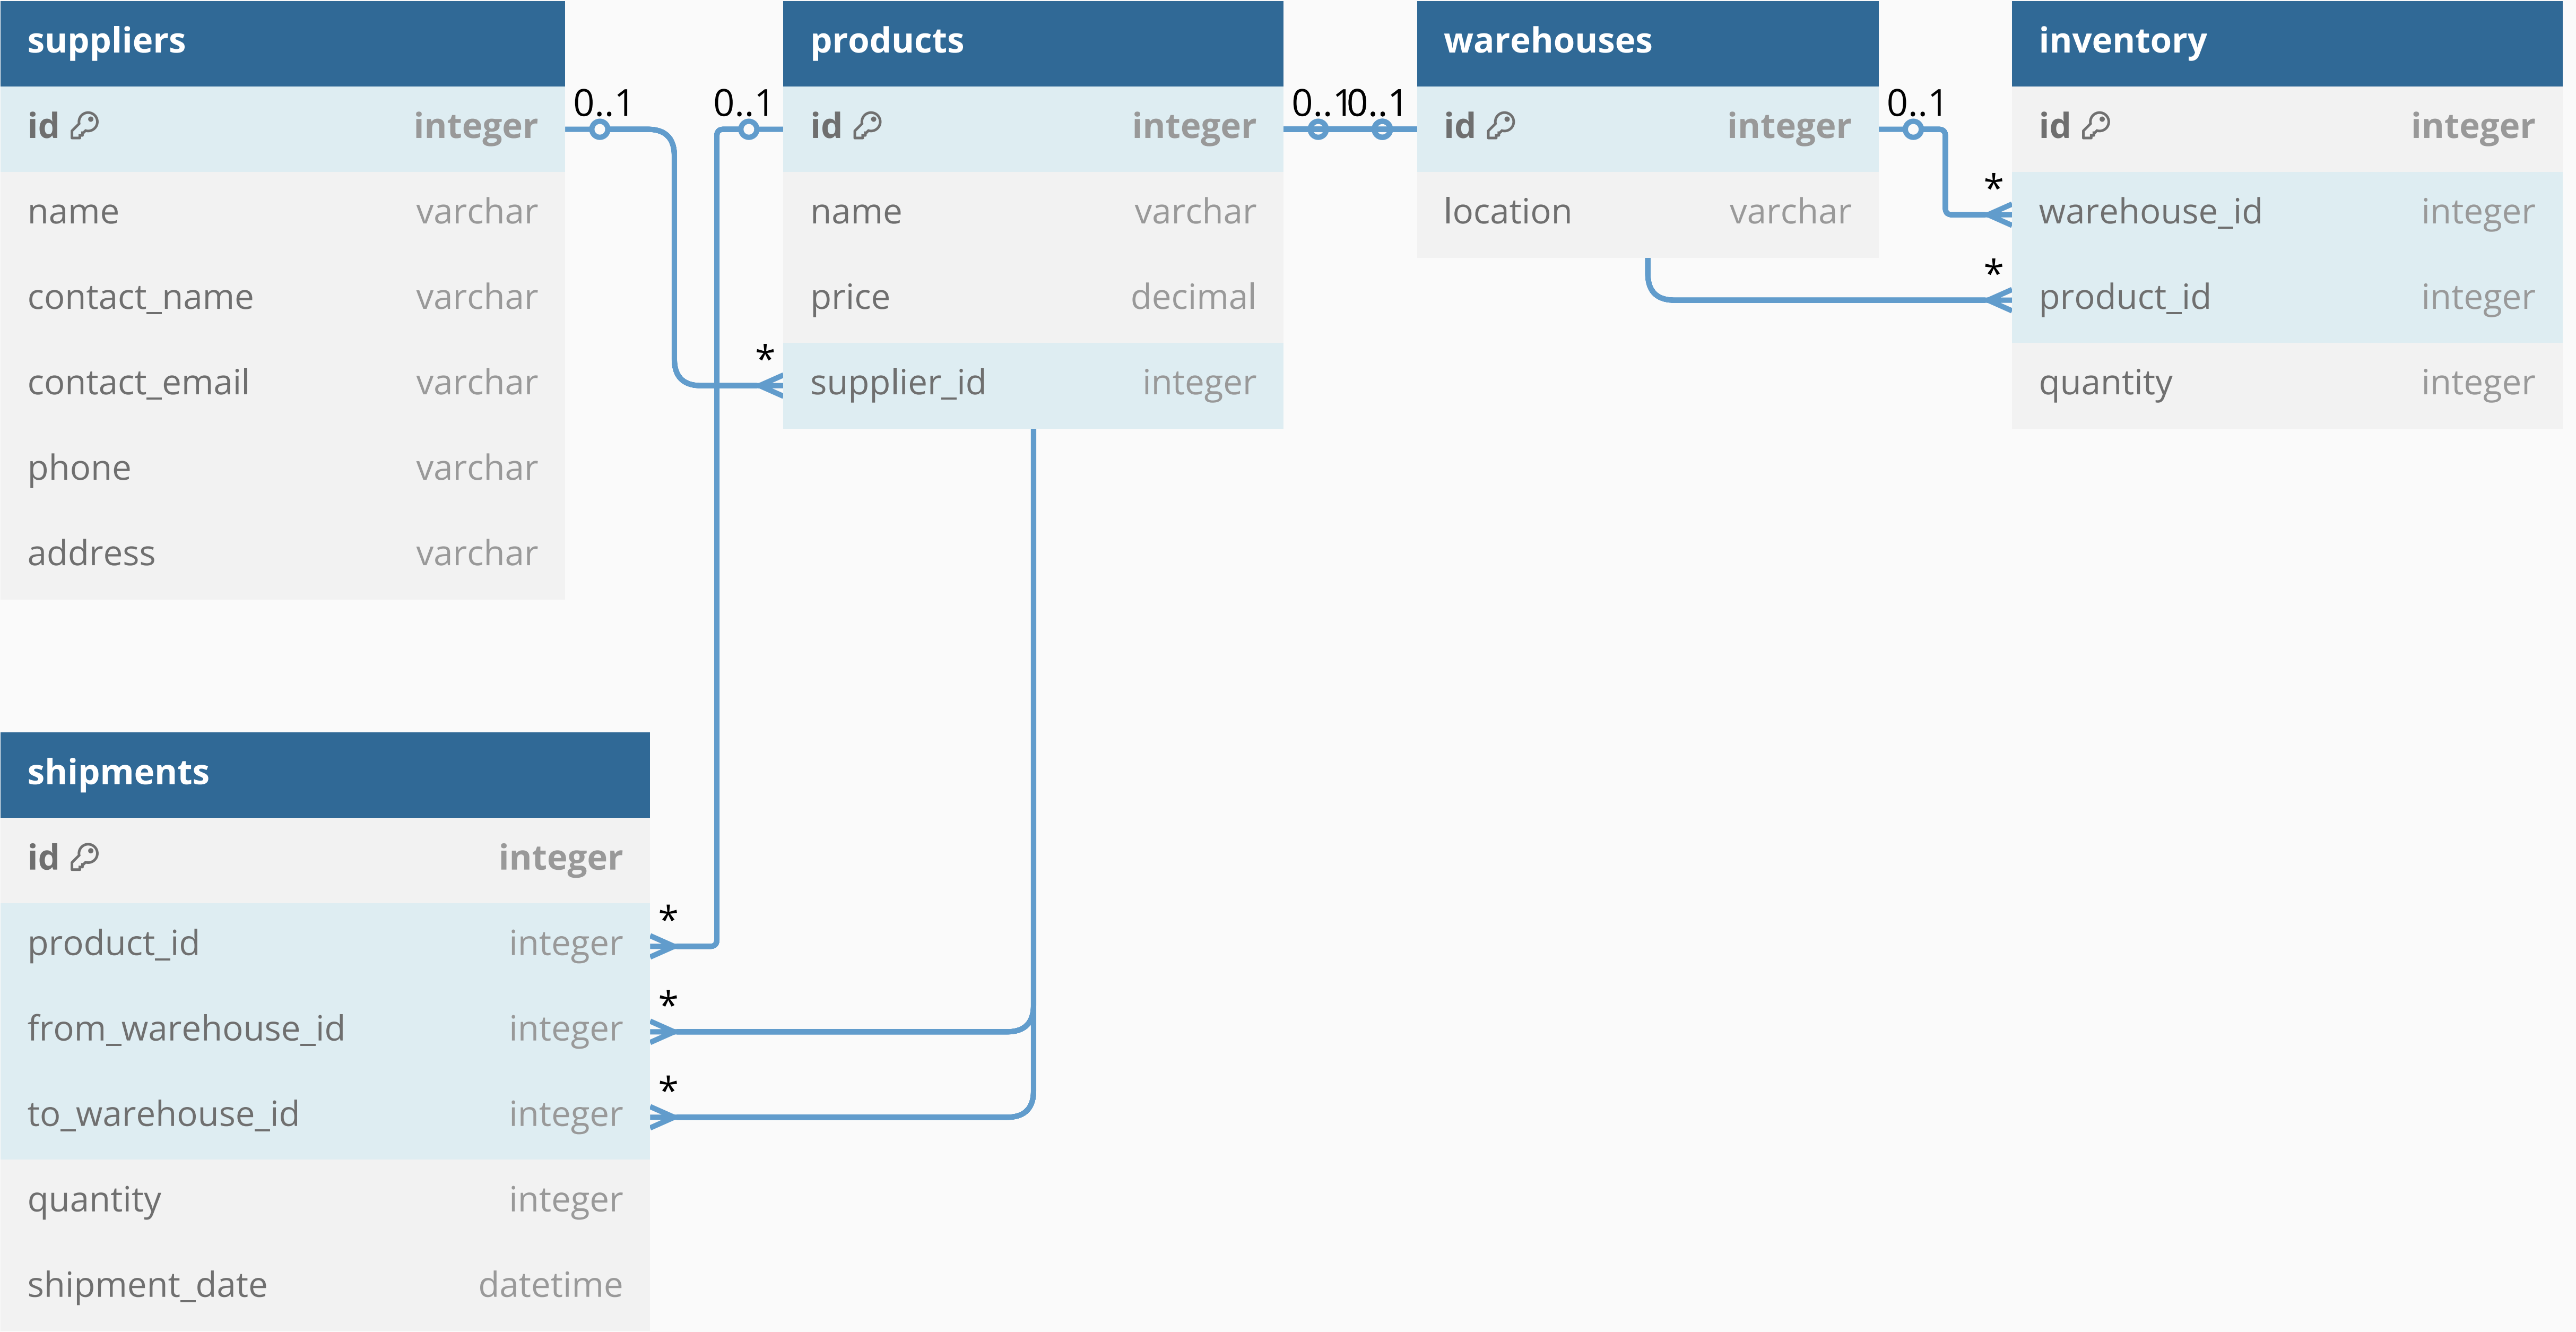 suppliers
id integer
name varchar
contact_name varchar
contact_email varchar
phone varchar
address varchar
0..1
0..1
*
products
id integer
name varchar
price decimal
supplier_id integer
0..1
0..1
warehouses
id integer
location varchar
0..1
*
*
inventory
id integer
warehouse_id integer
product_id integer
quantity integer
shipments
id integer
product_id integer
from_warehouse_id integer
to_warehouse_id integer
quantity integer
shipment_date datetime
*
*
*